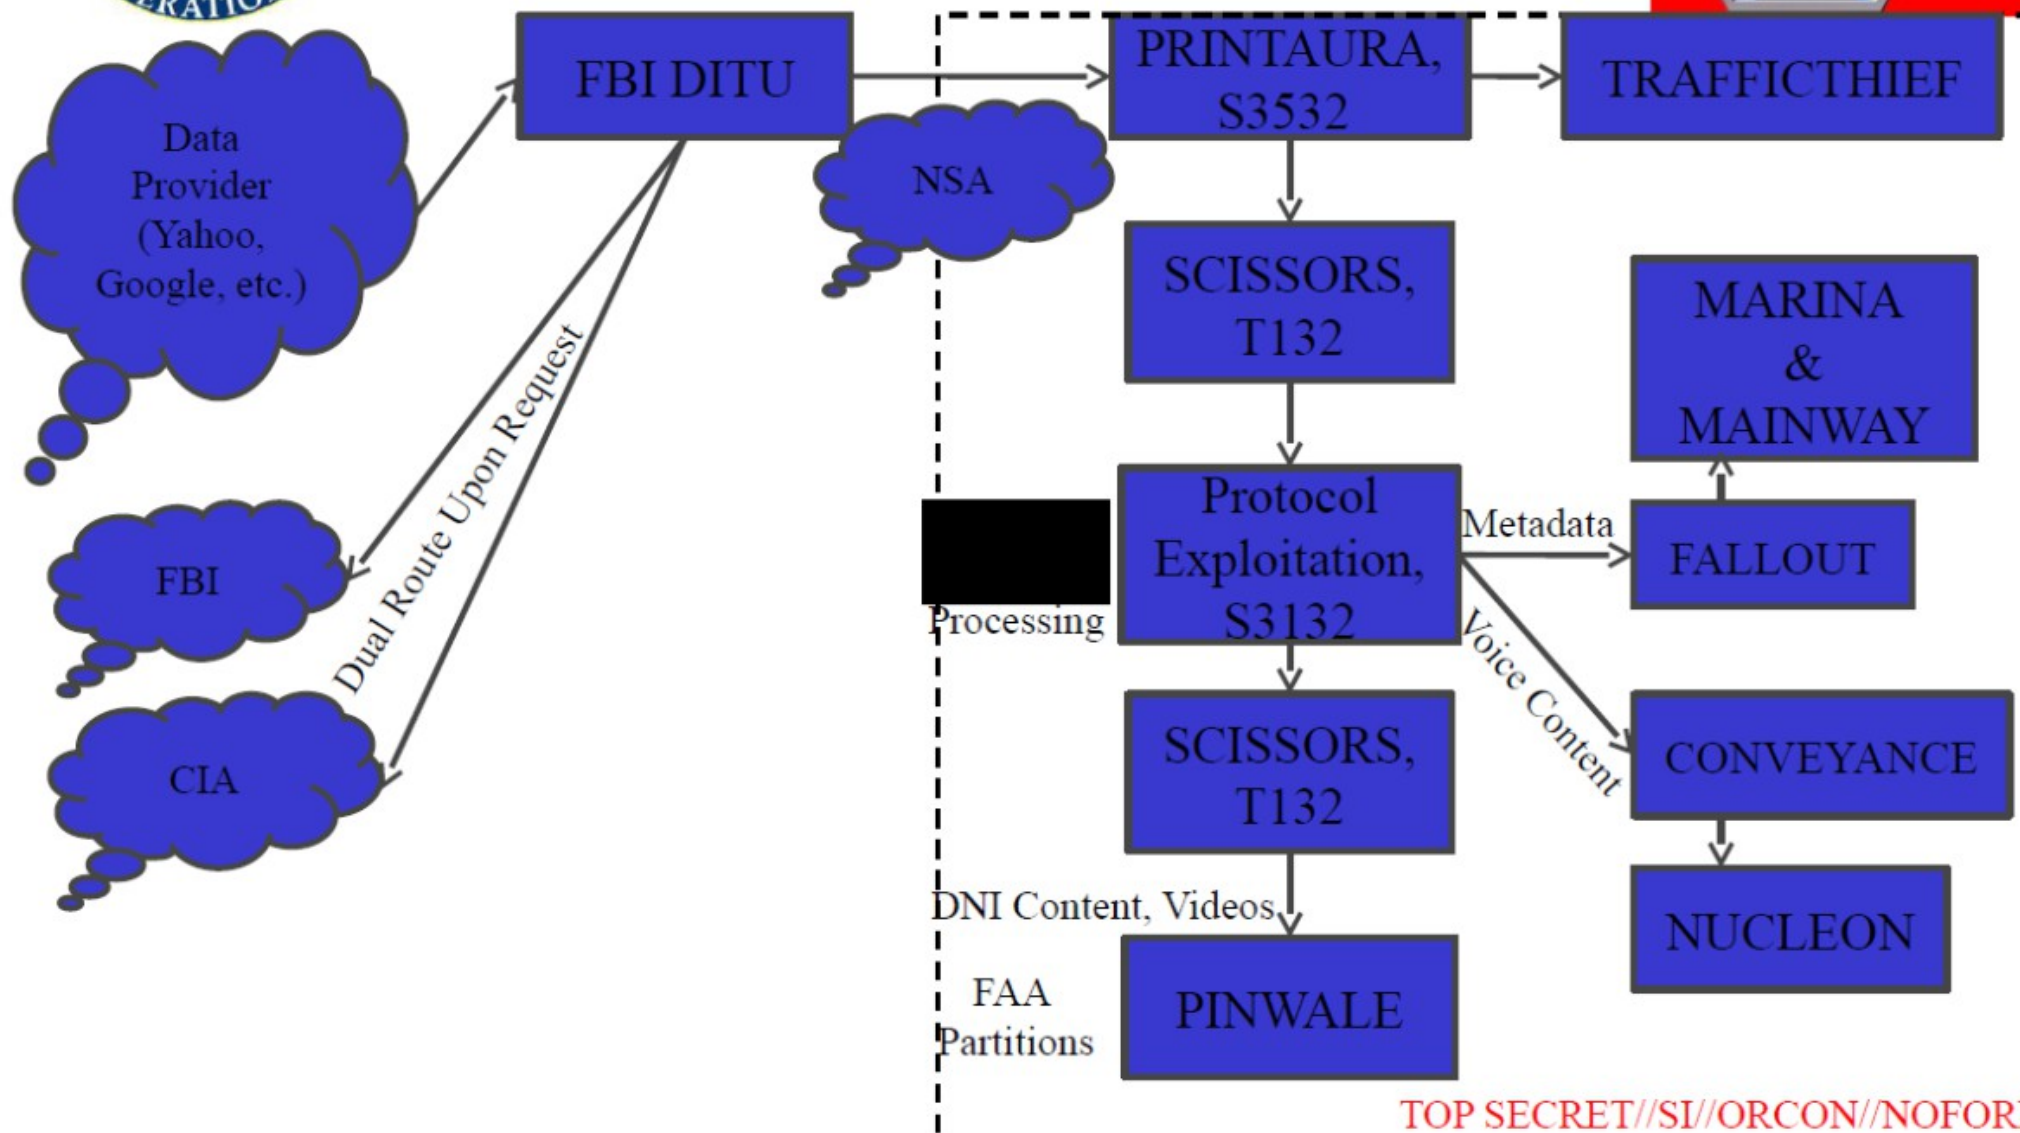 ERATION
FBI DITU
PRINTAURA,
S3532
TRAFFICTHIEF
Data
Provider
(Yahoo,
Google, etc.)
NSA
SCISSORS,
T132
MARINA
&
MAINWAY
Dual Route Upon Request
FBI
Processing
Protocol
Exploitation,
S3132
Metadata
FALLOUT
Voice Content
CIA
SCISSORS,
T132
CONVEYANCE
DNI Content, Videos
NUCLEON
FAA
Partitions
PINWALE
TOP SECRET//SI//ORCON//NOFOR